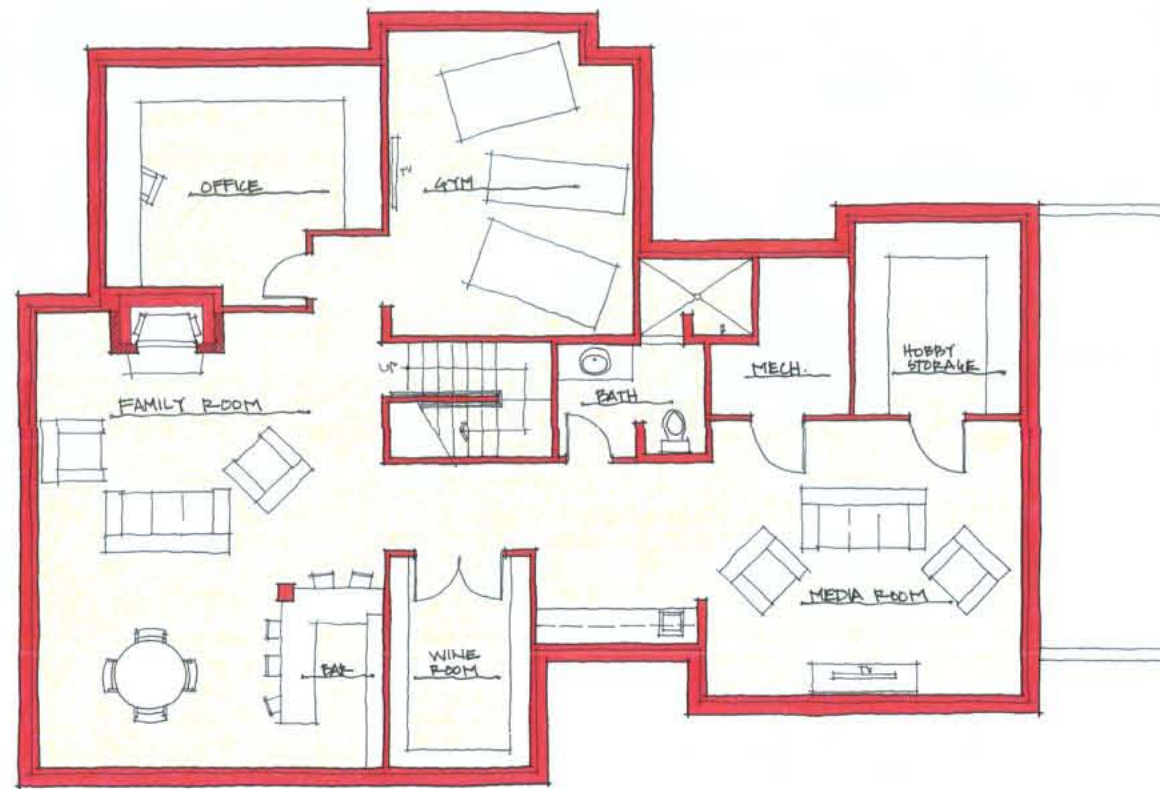 OFFICE
TV
GYM
UP
FAMILY ROOM
BATH
MECH.
HOBBY
STORAGE
MEDIA ROOM
WINE
ROOM
BAR
TV